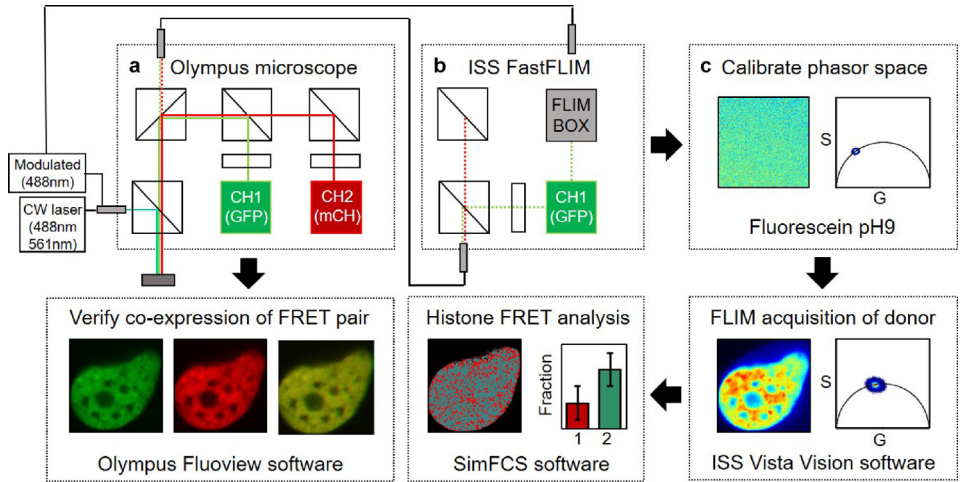 a
Olympus microscope
b
ISS FastFLIM
c
Calibrate phasor space
FLIM
BOX
Modulated
(488nm)
CW laser
(488nm
561nm)
CH1
(GFP)
CH2
(mCH)
CH1
(GFP)
S
G
Fluorescein pH9
Verify co-expression of FRET pair
Olympus Fluoview software
Histone FRET analysis
Fraction
1 2
SimFCS software
FLIM acquisition of donor
S
G
ISS Vista Vision software